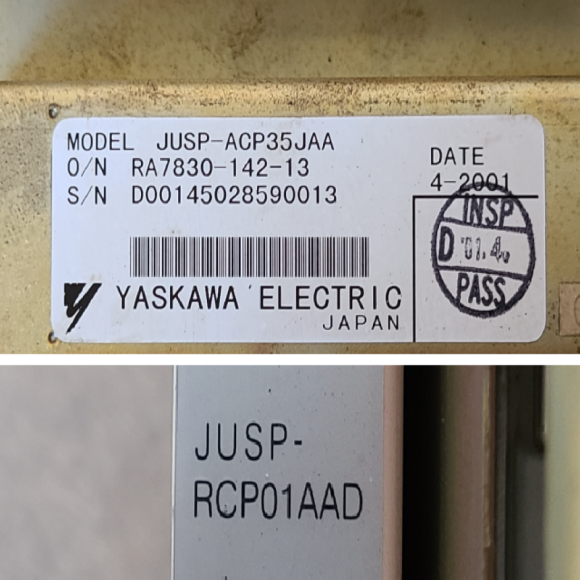 MODEL JUSP-ACP35JAA
O/N RA7830-142-13
S/N D00145028590013
DATE
4-2001
INSP
D '01.4.
PASS
YASKAWA ELECTRIC
JAPAN
JUSP-
RCP01AAD